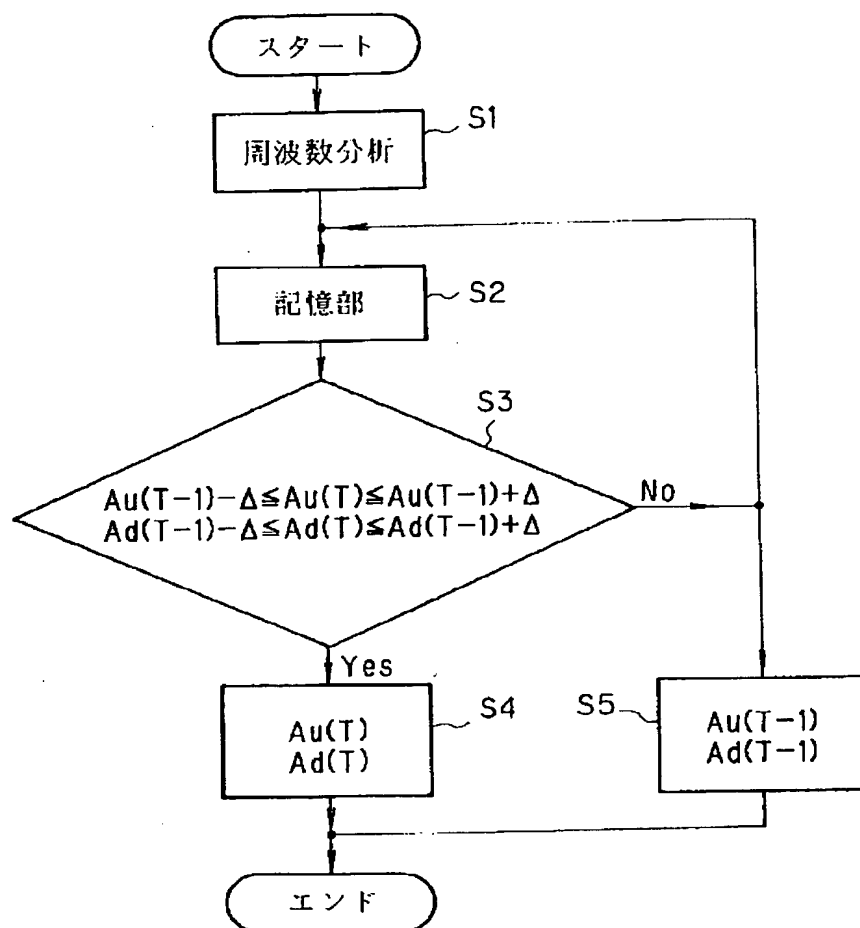 スタート
S1
周波数分析
S2
記憶部
S3
Au(T-1)-Δ≦Au(T)≦Au(T-1)+Δ
Ad(T-1)-Δ≦Ad(T)≦Ad(T-1)+Δ
No
Yes
S4
Au(T)
Ad(T)
S5
Au(T-1)
Ad(T-1)
エンド